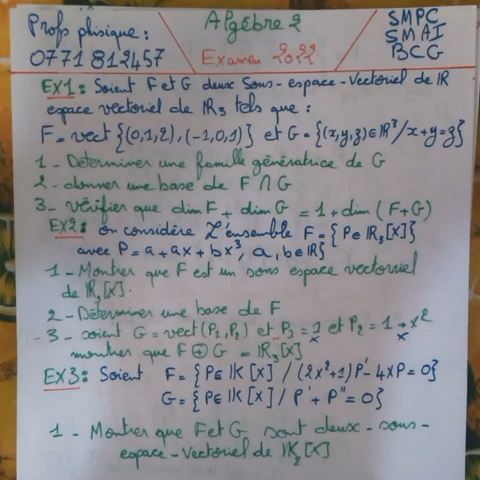 Profs phisique :
0771 812457
Algèbre 2
Examen 2022
SMPC
SMAI
BCG
EX1: Soient F et G deux Sous-espace-Vectoriel de IR
espace vectoriel de IR3 tels que :
F = vect {(0,1,2), (-1,0,1)} et G = {(x,y,z) ∈ IR³ / x+y=z}
1 - Déterminer une famille génératrice de G
2 - donner une base de F ∩ G
3 - vérifier que dim F + dim G = 1 + dim (F+G)
EX2: on considère l'ensemble F = {P ∈ IR3[X]
avec P = a + aX + bX³, a, b ∈ IR}
1 - Montrer que F est un sous espace vectoriel
de IR3[X].
2 - Déterminer une base de F
3 - soient G = vect(P1, P2) et P1 = 1 et P2 = 1 + X²
montrer que F ⊕ G = IR3[X]
EX3: Soient F = {P ∈ IK[X] / (2X²+1)P' - 4XP = 0}
G = {P ∈ IK[X] / P' + P'' = 0}
1 - Montrer que F et G sont deux-sous-
espace-vectoriel de IK2[X]